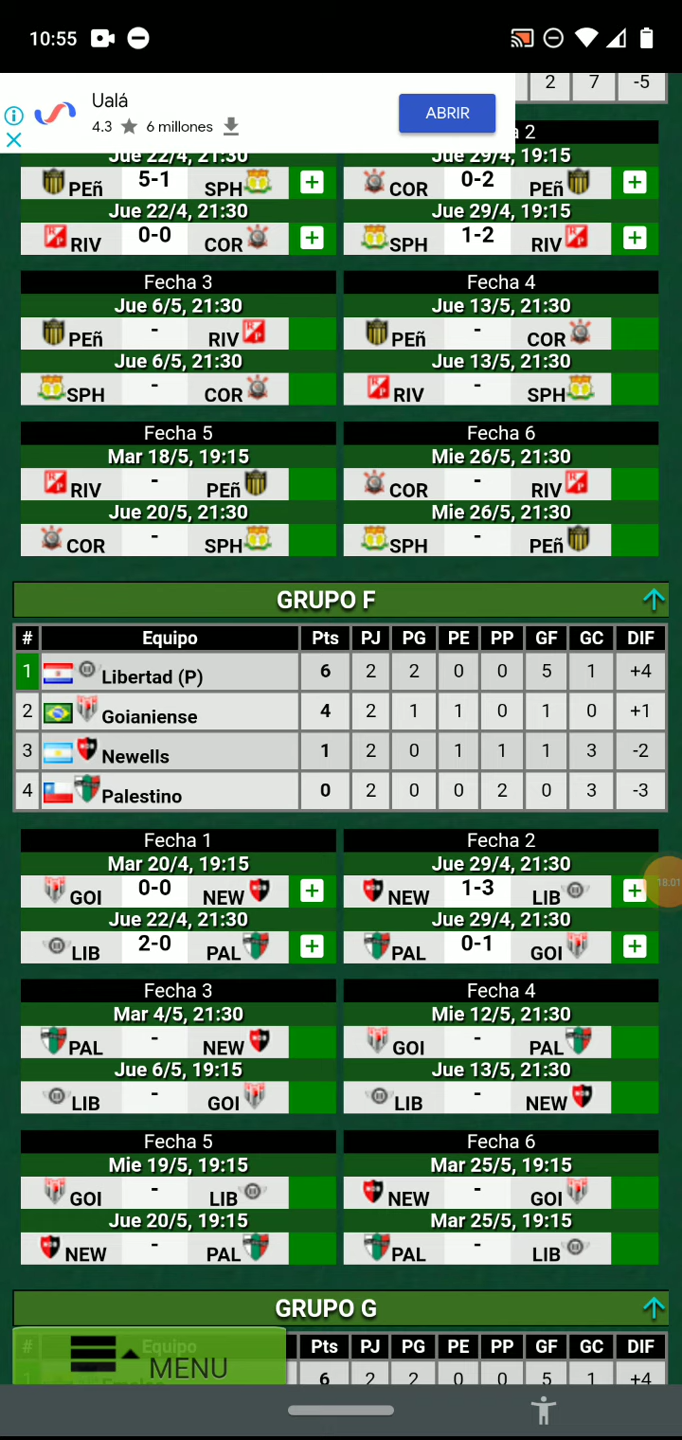 10:55
Ualá
4.3 ★ 6 millones
ABRIR
2 7 -5
a 2
Jue 22/4, 21:30 Jue 29/4, 19:15
PEñ 5-1 SPH + COR 0-2 PEñ +
Jue 22/4, 21:30 Jue 29/4, 19:15
RIV 0-0 COR + SPH 1-2 RIV +
Fecha 3 Fecha 4
Jue 6/5, 21:30 Jue 13/5, 21:30
PEñ - RIV PEñ - COR
Jue 6/5, 21:30 Jue 13/5, 21:30
SPH - COR RIV - SPH
Fecha 5 Fecha 6
Mar 18/5, 19:15 Mie 26/5, 21:30
RIV - PEñ COR - RIV
Jue 20/5, 21:30 Mie 26/5, 21:30
COR - SPH SPH - PEñ
GRUPO F
# Equipo Pts PJ PG PE PP GF GC DIF
1 Libertad (P) 6 2 2 0 0 5 1 +4
2 Goianiense 4 2 1 1 0 1 0 +1
3 Newells 1 2 0 1 1 1 3 -2
4 Palestino 0 2 0 0 2 0 3 -3
Fecha 1 Fecha 2
Mar 20/4, 19:15 Jue 29/4, 21:30
GOI 0-0 NEW + NEW 1-3 LIB +
18:01
Jue 22/4, 21:30 Jue 29/4, 21:30
LIB 2-0 PAL + PAL 0-1 GOI +
Fecha 3 Fecha 4
Mar 4/5, 21:30 Mie 12/5, 21:30
PAL - NEW GOI - PAL
Jue 6/5, 19:15 Jue 13/5, 21:30
LIB - GOI LIB - NEW
Fecha 5 Fecha 6
Mie 19/5, 19:15 Mar 25/5, 19:15
GOI - LIB NEW - GOI
Jue 20/5, 19:15 Mar 25/5, 19:15
NEW - PAL PAL - LIB
GRUPO G
# Equipo Pts PJ PG PE PP GF GC DIF
MENU
6 2 2 0 0 5 1 +4